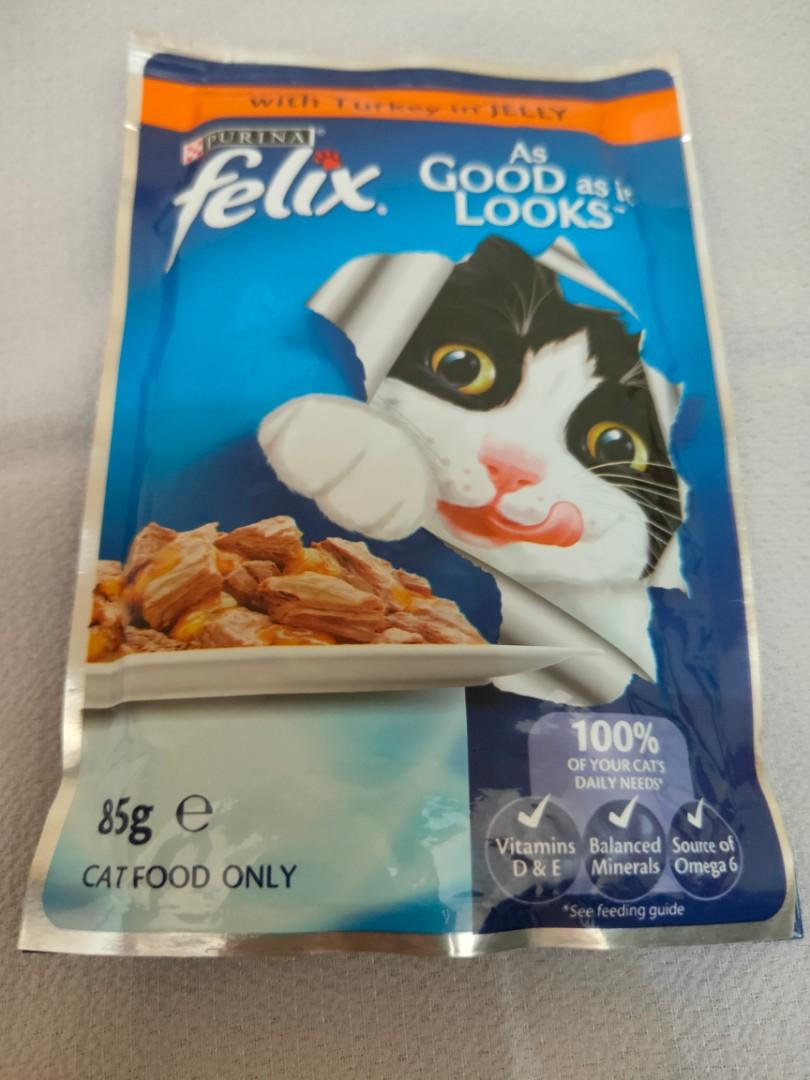 with Turkey in JELLY
PURINA
felix
As
GOOD as it
LOOKS
100%
OF YOUR CAT'S
DAILY NEEDS*
85g ℮
CAT FOOD ONLY
Vitamins
D & E
Balanced
Minerals
Source of
Omega 6
*See feeding guide